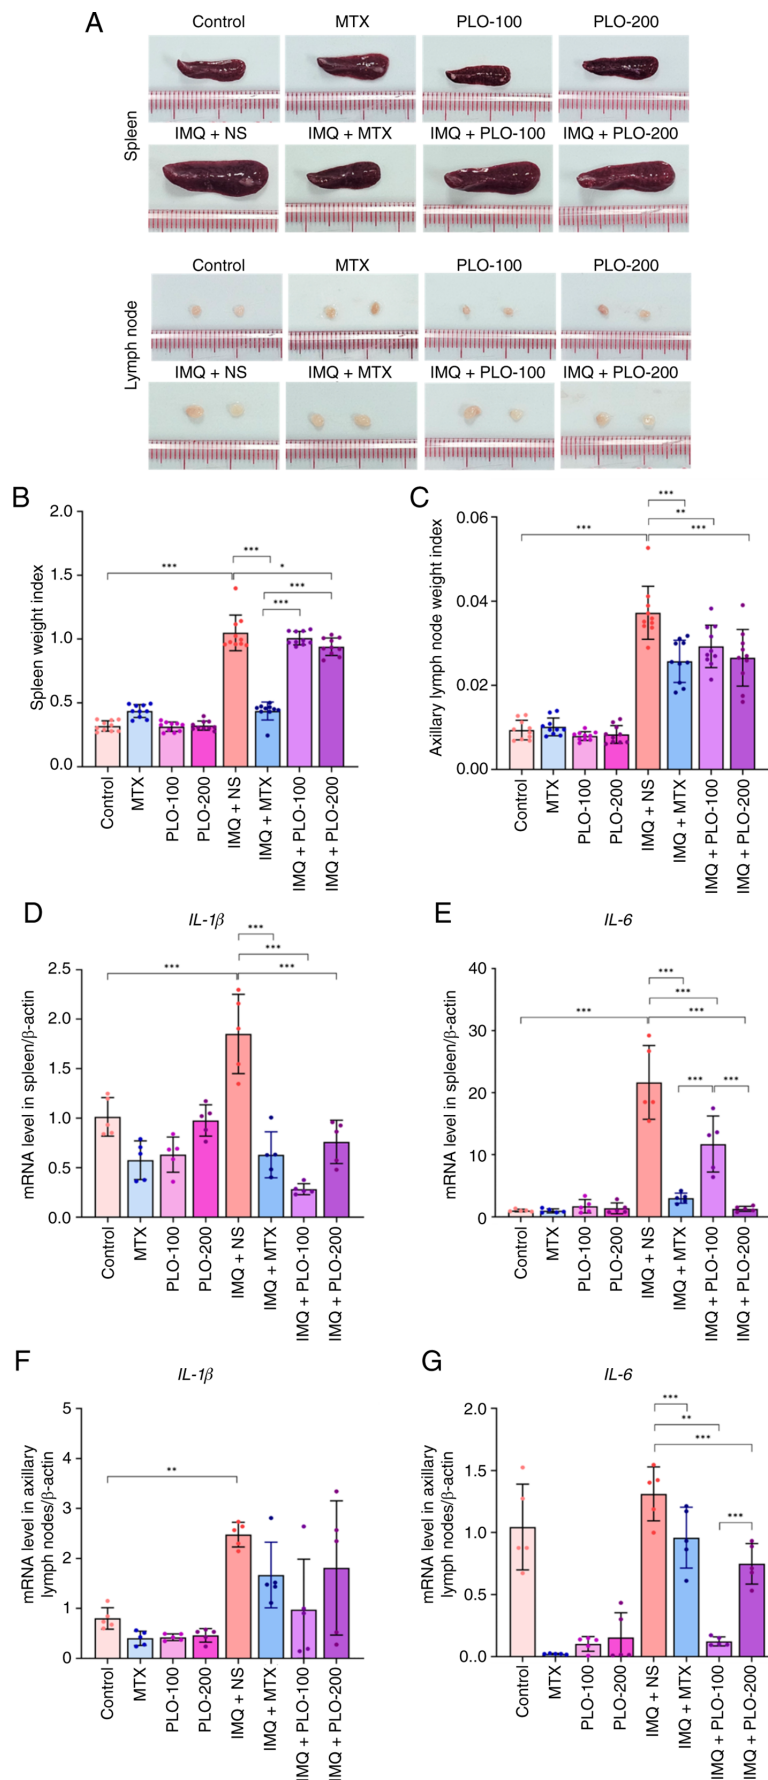 A
Control MTX PLO-100 PLO-200
Spleen
IMQ + NS IMQ + MTX IMQ + PLO-100 IMQ + PLO-200
Control MTX PLO-100 PLO-200
Lymph node
IMQ + NS IMQ + MTX IMQ + PLO-100 IMQ + PLO-200
B
Spleen weight index
2.0
1.5
1.0
0.5
0.0
*** *** * *** ***
Control MTX PLO-100 PLO-200 IMQ + NS IMQ + MTX IMQ + PLO-100 IMQ + PLO-200
C
Axillary lymph node weight index
0.06
0.04
0.02
0.00
*** ** *** ***
Control MTX PLO-100 PLO-200 IMQ + NS IMQ + MTX IMQ + PLO-100 IMQ + PLO-200
D
IL-1β
mRNA level in spleen/β-actin
2.5
2.0
1.5
1.0
0.5
0.0
*** *** *** ***
Control MTX PLO-100 PLO-200 IMQ + NS IMQ + MTX IMQ + PLO-100 IMQ + PLO-200
E
IL-6
mRNA level in spleen/β-actin
40
30
20
10
0
*** *** *** *** *** ***
Control MTX PLO-100 PLO-200 IMQ + NS IMQ + MTX IMQ + PLO-100 IMQ + PLO-200
F
IL-1β
mRNA level in axillary
lymph nodes/β-actin
5
4
3
2
1
0
**
Control MTX PLO-100 PLO-200 IMQ + NS IMQ + MTX IMQ + PLO-100 IMQ + PLO-200
G
IL-6
mRNA level in axillary
lymph nodes/β-actin
2.0
1.5
1.0
0.5
0..0
*** ** *** ***
Control MTX PLO-100 PLO-200 IMQ + NS IMQ + MTX IMQ + PLO-100 IMQ + PLO-200